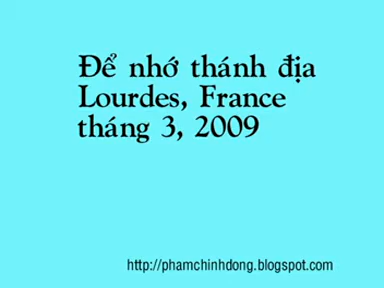 Để nhớ thánh địa
Lourdes, France
tháng 3, 2009
http://phamchinhdong.blogspot.com